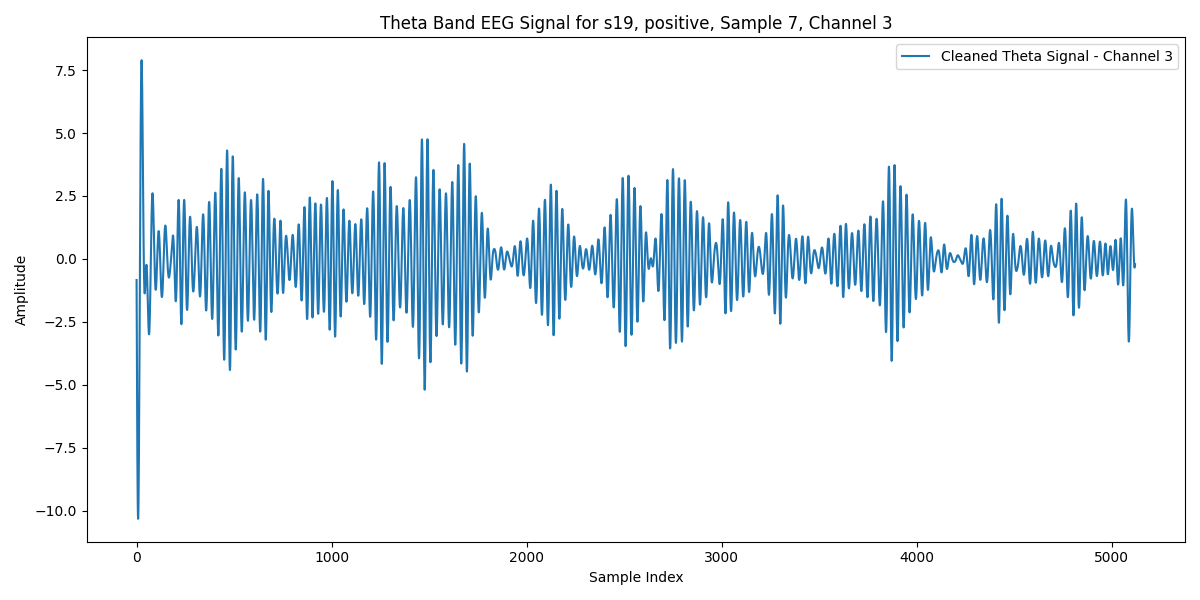 Theta Band EEG Signal for s19, positive, Sample 7, Channel 3
Cleaned Theta Signal - Channel 3
7.5
5.0
2.5
0.0
−2.5
−5.0
−7.5
−10.0
Amplitude
0 1000 2000 3000 4000 5000
Sample Index